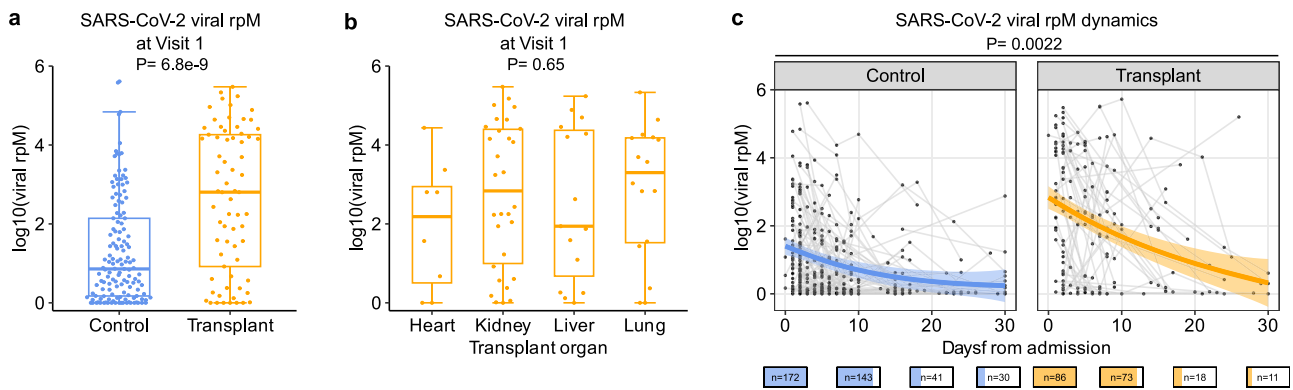 a
SARS-CoV-2 viral rpM
at Visit 1
P= 6.8e-9
log10(viral rpM)
6
4
2
0
Control
Transplant
b
SARS-CoV-2 viral rpM
at Visit 1
P= 0.65
log10(viral rpM)
6
4
2
0
Heart
Kidney
Liver
Lung
Transplant organ
c
SARS-CoV-2 viral rpM dynamics
P= 0.0022
Control
Transplant
log10(viral rpM)
6
4
2
0
0 10 20 30
0 10 20 30
Daysf rom admission
n=172 n=143 n=41 n=30 n=86 n=73 n=18 n=11